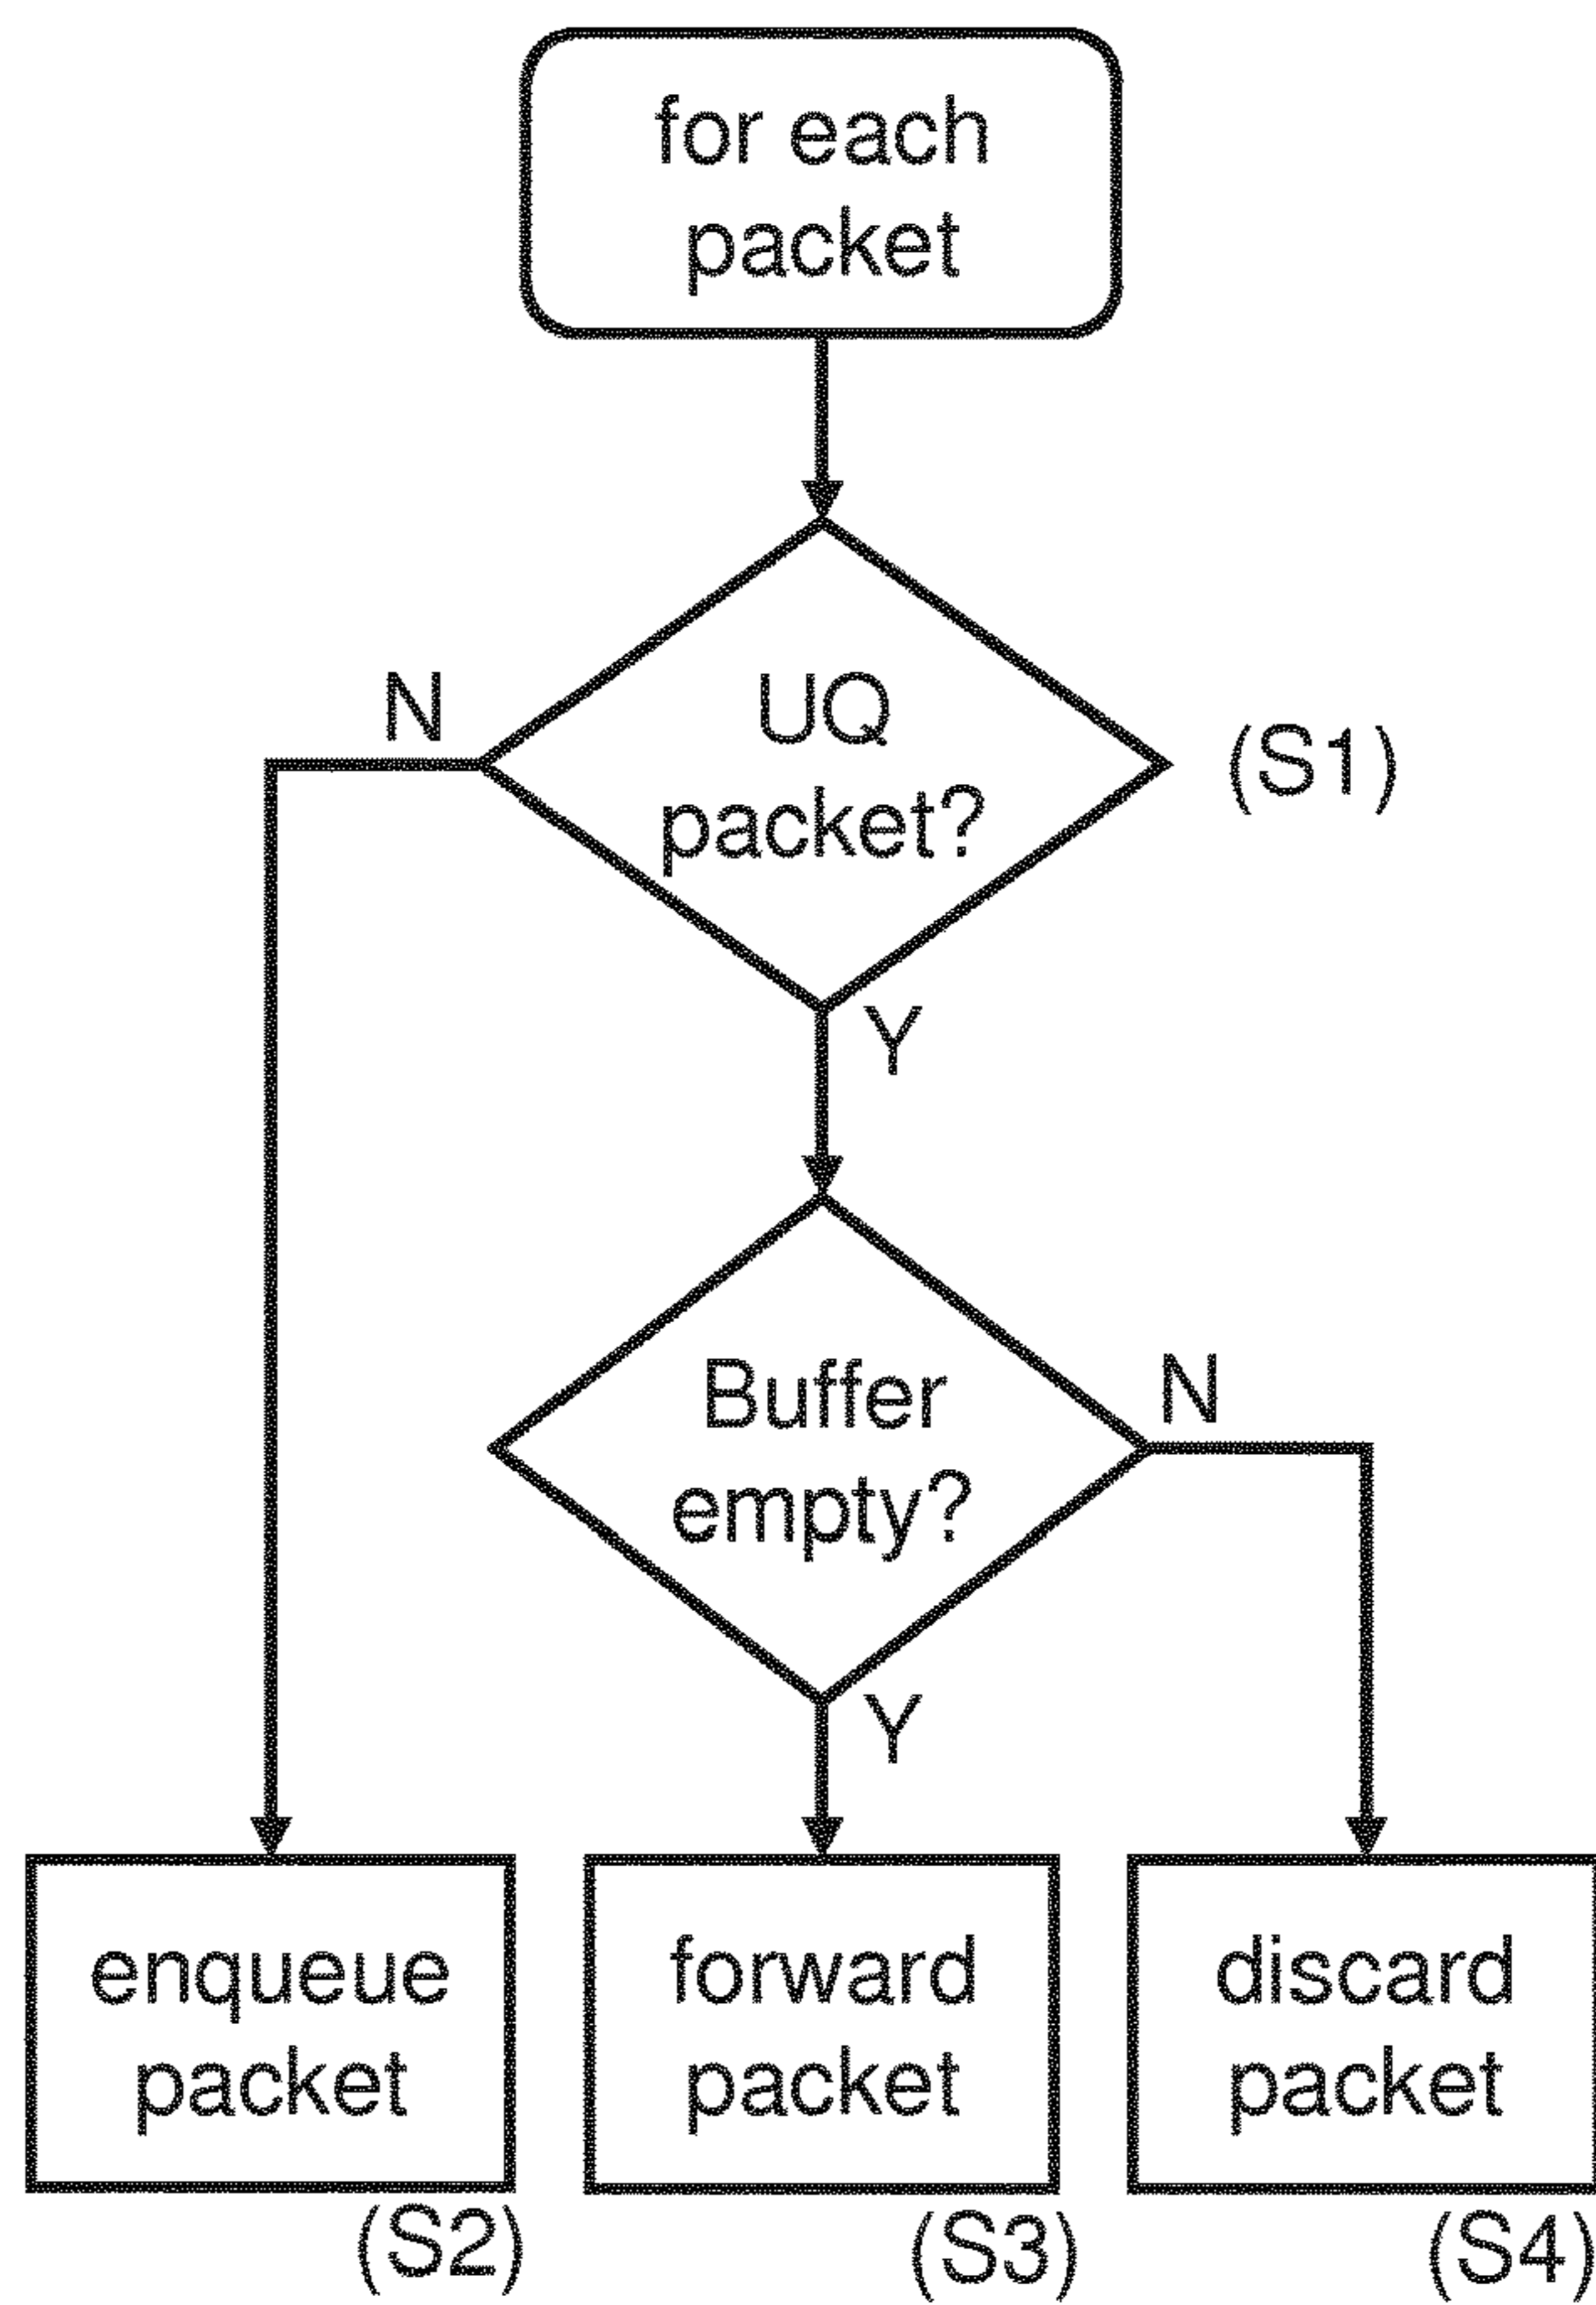 for each
packet
N
UQ
packet?
(S1)
Y
Buffer
empty?
N
Y
enqueue
packet
(S2)
forward
packet
(S3)
discard
packet
(S4)